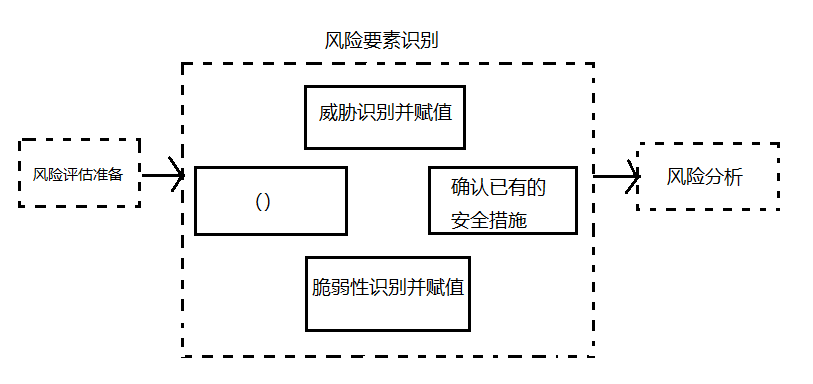 风险要素识别
威胁识别并赋值
风险评估准备
()
确认已有的
安全措施
风险分析
脆弱性识别并赋值